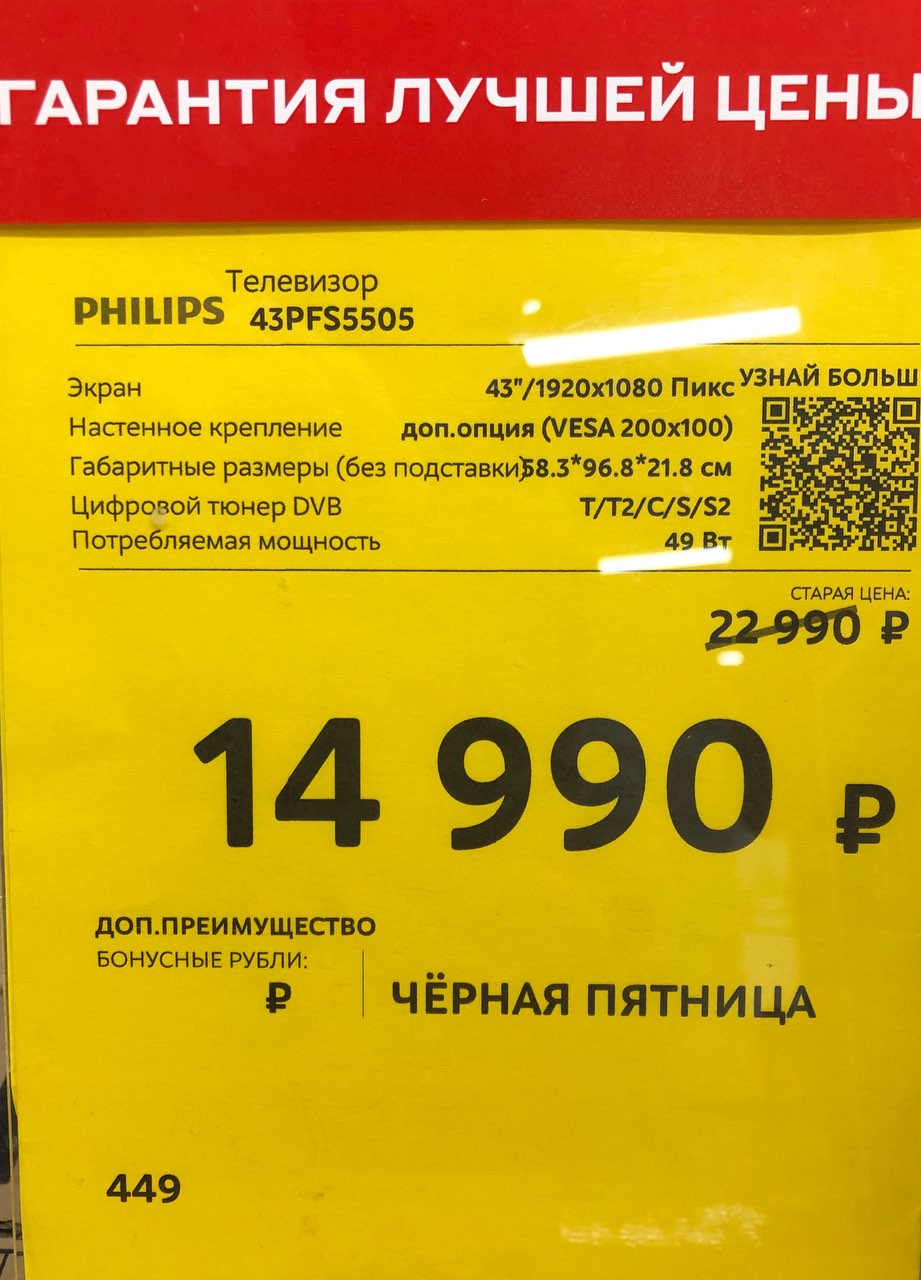 ГАРАНТИЯ ЛУЧШЕЙ ЦЕНЫ
Телевизор
PHILIPS 43PFS5505
Экран 43"/1920x1080 Пикс
УЗНАЙ БОЛЬШ
Настенное крепление доп.опция (VESA 200x100)
Габаритные размеры (без подставки) 58.3*96.8*21.8 см
Цифровой тюнер DVB T/T2/C/S/S2
Потребляемая мощность 49 Вт
СТАРАЯ ЦЕНА:
22 990 ₽
14 990 ₽
ДОП.ПРЕИМУЩЕСТВО
БОНУСНЫЕ РУБЛИ:
₽
ЧЁРНАЯ ПЯТНИЦА
449